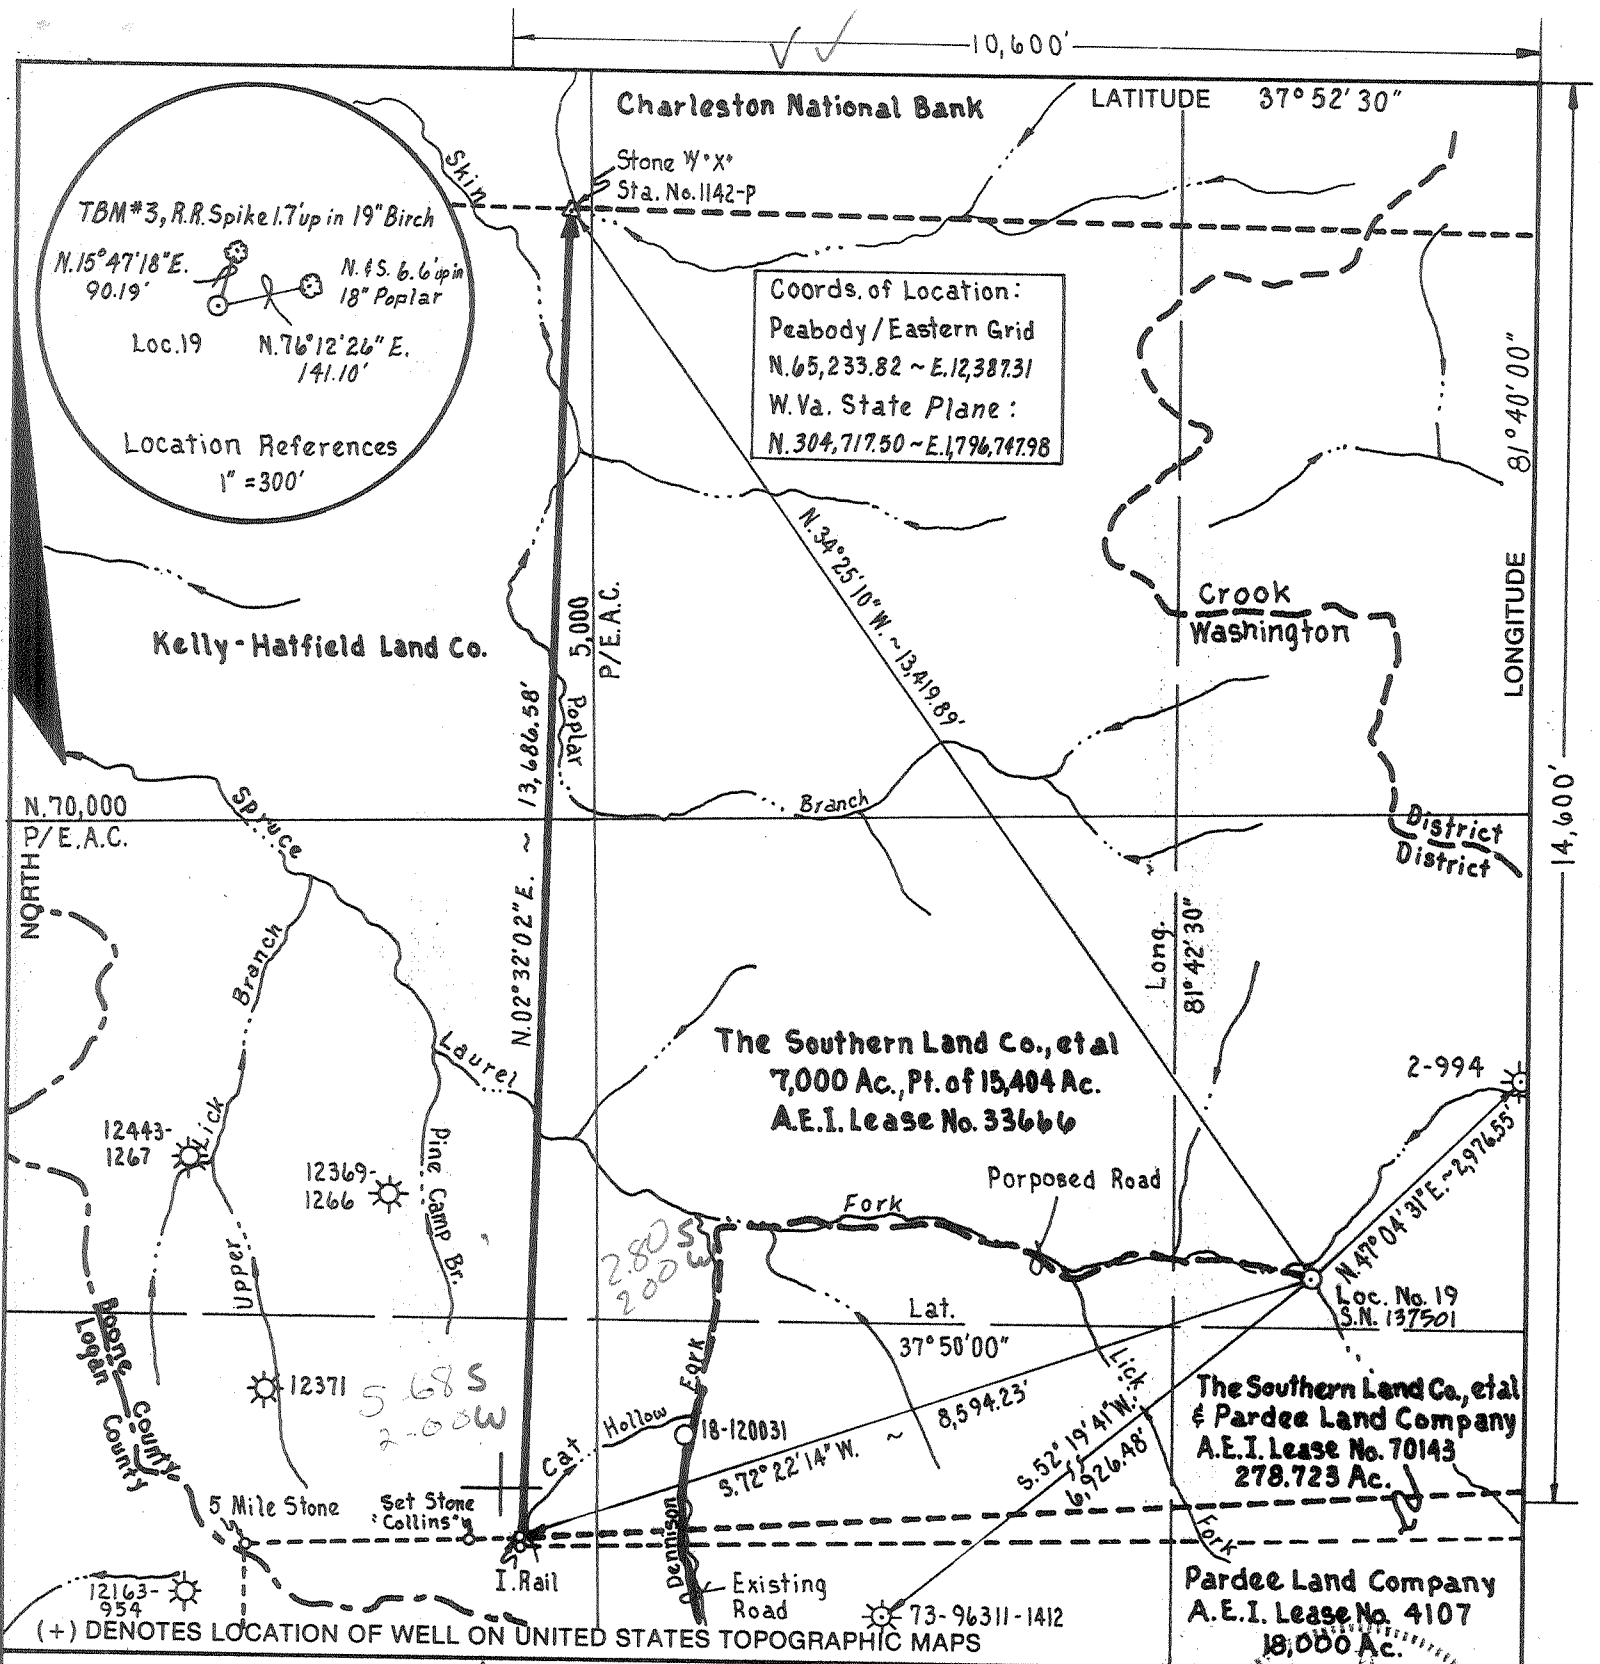 10,600'
Charleston National Bank
LATITUDE 37° 52' 30"
Stone W "X"
Sta. No. 1142-P
Skin
TBM #3, R.R. Spike 1.7' up in 19" Birch
N. 15° 47' 18" E.
90.19'
N. & S. 6.6' up in
18" Poplar
Loc. 19
N. 76° 12' 26" E.
141.10'
Location References
1" = 300'
Coords. of Location:
Peabody / Eastern Grid
N. 65,233.82 ~ E. 12,387.31
W. Va. State Plane:
N. 304,717.50 ~ E. 1,796,747.98
81° 40' 00"
LONGITUDE
N. 34° 25' 10" W. ~ 13,419.89'
5,000
P/E.A.C.
Crook
Washington
Kelly-Hatfield Land Co.
Poplar
Branch
N. 70,000
P/E.A.C.
NORTH
Spruce
District
District
14,600'
N. 02° 32' 02" E. ~ 13,686.58'
Branch
Long.
81° 42' 30"
Laurel
The Southern Land Co., et al
7,000 Ac., Pt. of 15,404 Ac.
A.E.I. Lease No. 33666
2-994
12443-
1267
Lick
12369-
1266
Pine Camp Br.
Porposed Road
Fork
N. 47° 04' 31" E. ~ 2,976.55'
2.80 S
2.00 W
Upper
Loc. No. 19
S.N. 137501
Lat.
37° 50' 00"
Boone County
Logan County
12371
5.68 S
2.00 W
Fork
Lick
Cat Hollow
18-120031
S. 72° 22' 14" W. ~ 8,594.23'
S. 52° 19' 41" W.
6,926.48'
The Southern Land Co., et al
& Pardee Land Company
A.E.I. Lease No. 70143
278.723 Ac.
5 Mile Stone
Set Stone
"Collins"
Fork
I. Rail
Dennison
Existing
Road
12163-
954
73-96311-1412
Pardee Land Company
A.E.I. Lease No. 4107
18,000 Ac.
(+) DENOTES LOCATION OF WELL ON UNITED STATES TOPOGRAPHIC MAPS